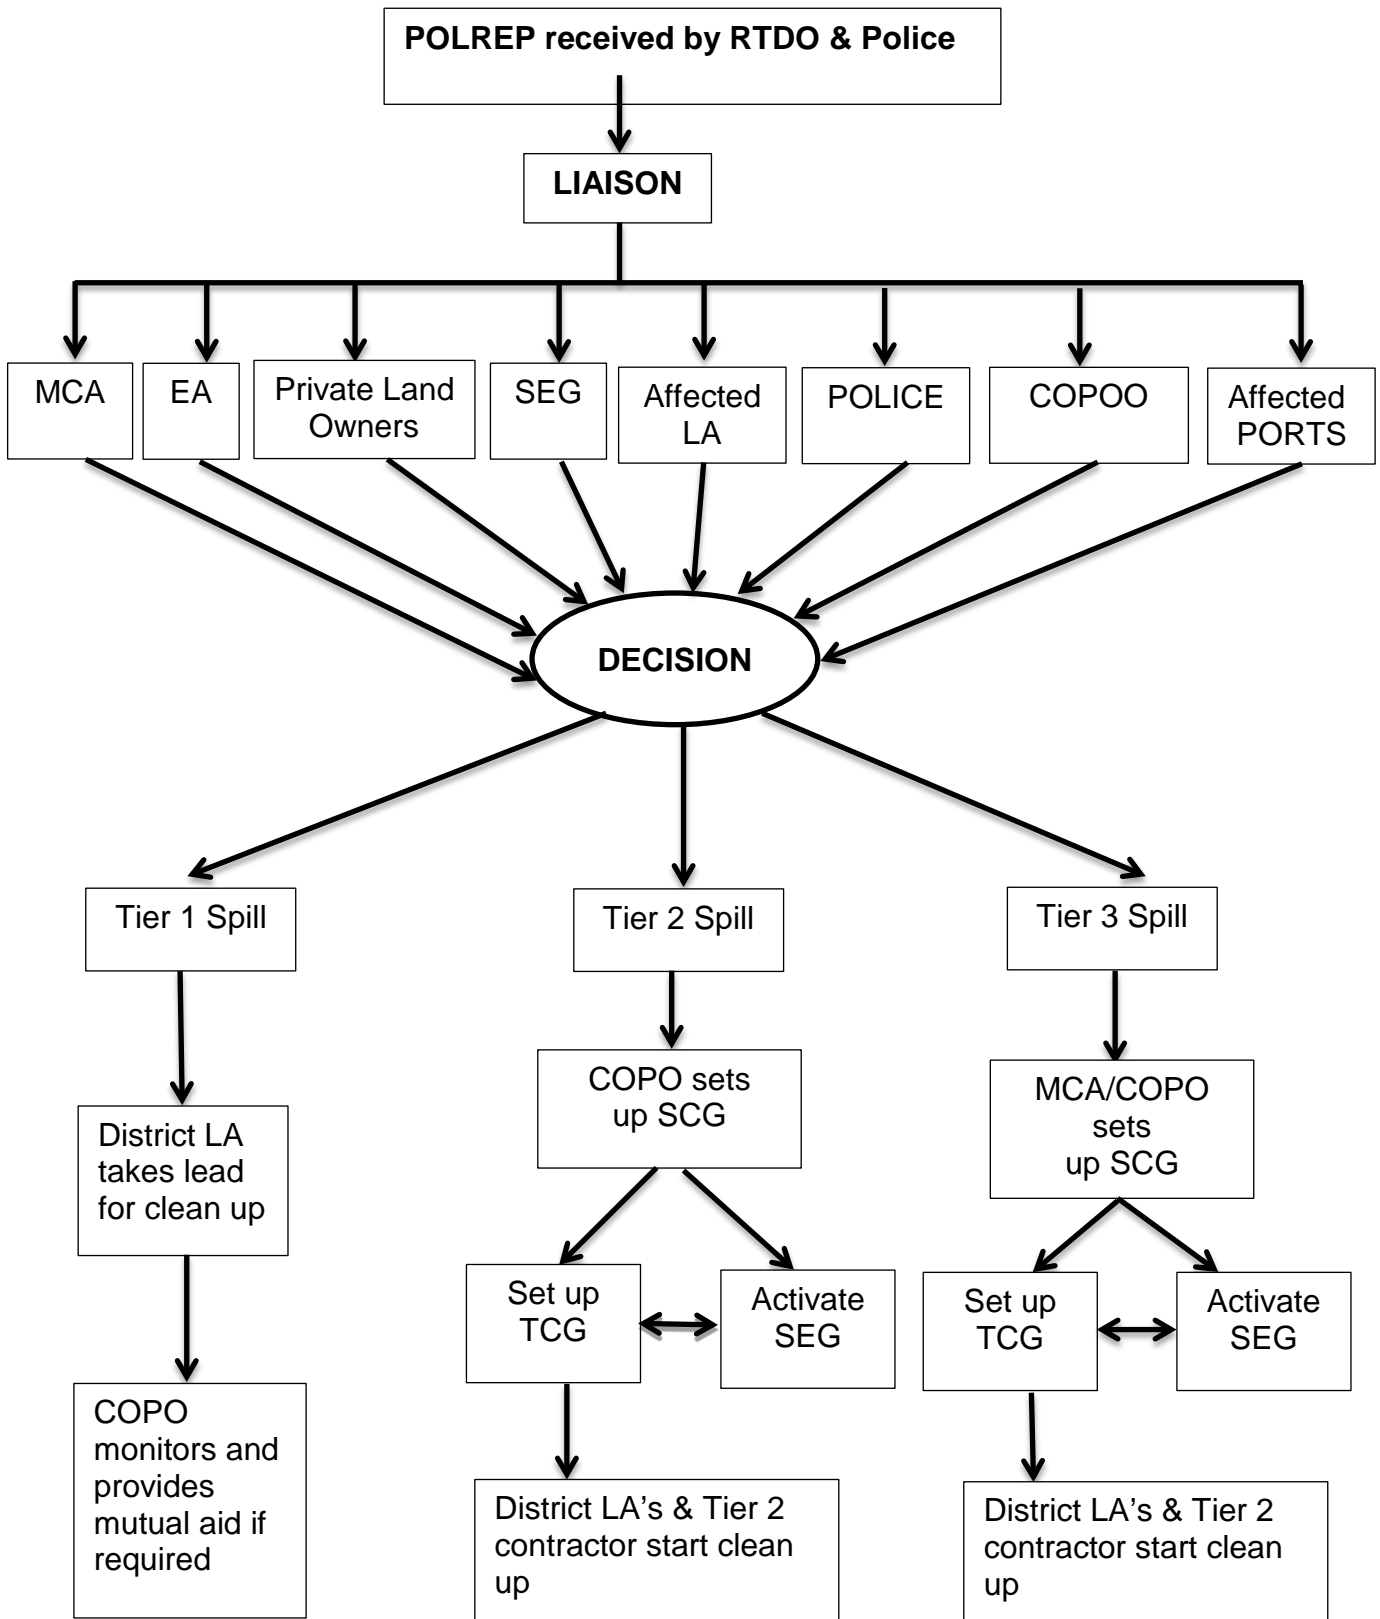 POLREP received by RTDO & Police
LIAISON
MCA
EA
Private Land
Owners
SEG
Affected
LA
POLICE
COPOO
Affected
PORTS
DECISION
Tier 1 Spill
Tier 2 Spill
Tier 3 Spill
District LA
takes lead
for clean up
COPO sets
up SCG
MCA/COPO
sets
up SCG
Set up
TCG
Activate
SEG
Set up
TCG
Activate
SEG
COPO
monitors and
provides
mutual aid if
required
District LA’s & Tier 2
contractor start clean
up
District LA’s & Tier 2
contractor start clean
up